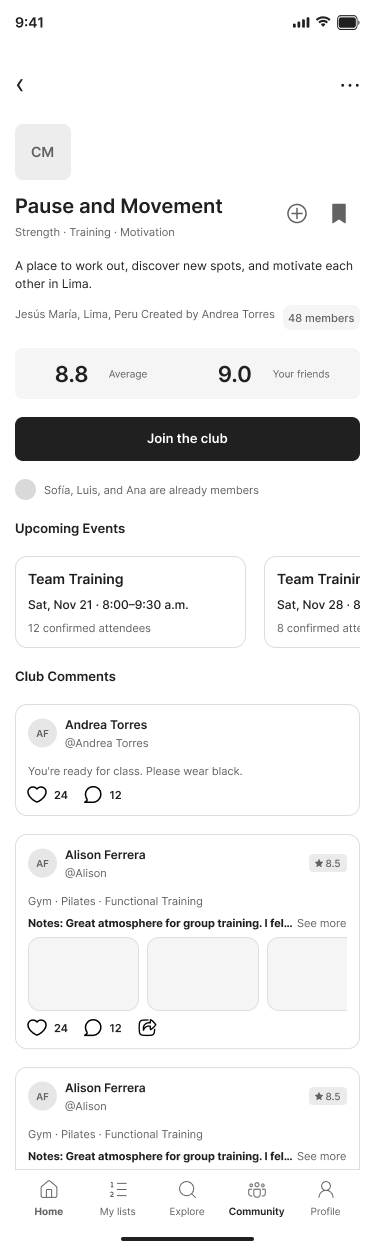 9:41
CM
Pause and Movement
Strength · Training · Motivation
A place to work out, discover new spots, and motivate each
other in Lima.
Jesús María, Lima, Peru Created by Andrea Torres
48 members
8.8 Average 9.0 Your friends
Join the club
Sofía, Luis, and Ana are already members
Upcoming Events
Team Training
Sat, Nov 21 · 8:00–9:30 a.m.
12 confirmed attendees
Team Trainin
Sat, Nov 28 · 8
8 confirmed atte
Club Comments
AF
Andrea Torres
@Andrea Torres
You're ready for class. Please wear black.
24 12
AF
Alison Ferrera
@Alison
★ 8.5
Gym · Pilates · Functional Training
Notes: Great atmosphere for group training. I fel... See more
24 12
AF
Alison Ferrera
@Alison
★ 8.5
Gym · Pilates · Functional Training
Notes: Great atmosphere for group training. I fel... See more
Home My lists Explore Community Profile